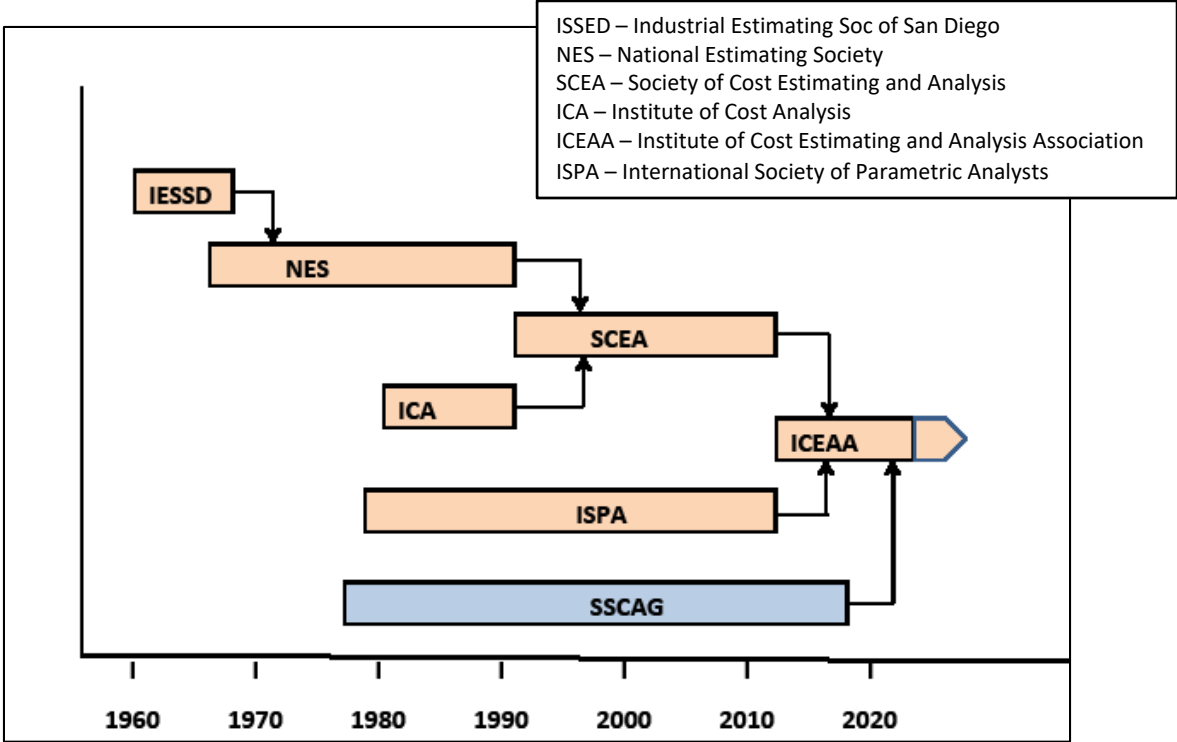 ISSED – Industrial Estimating Soc of San Diego
NES – National Estimating Society
SCEA – Society of Cost Estimating and Analysis
ICA – Institute of Cost Analysis
ICEAA – Institute of Cost Estimating and Analysis Association
ISPA – International Society of Parametric Analysts
IESSD
NES
SCEA
ICA
ICEAA
ISPA
SSCAG
1960 1970 1980 1990 2000 2010 2020